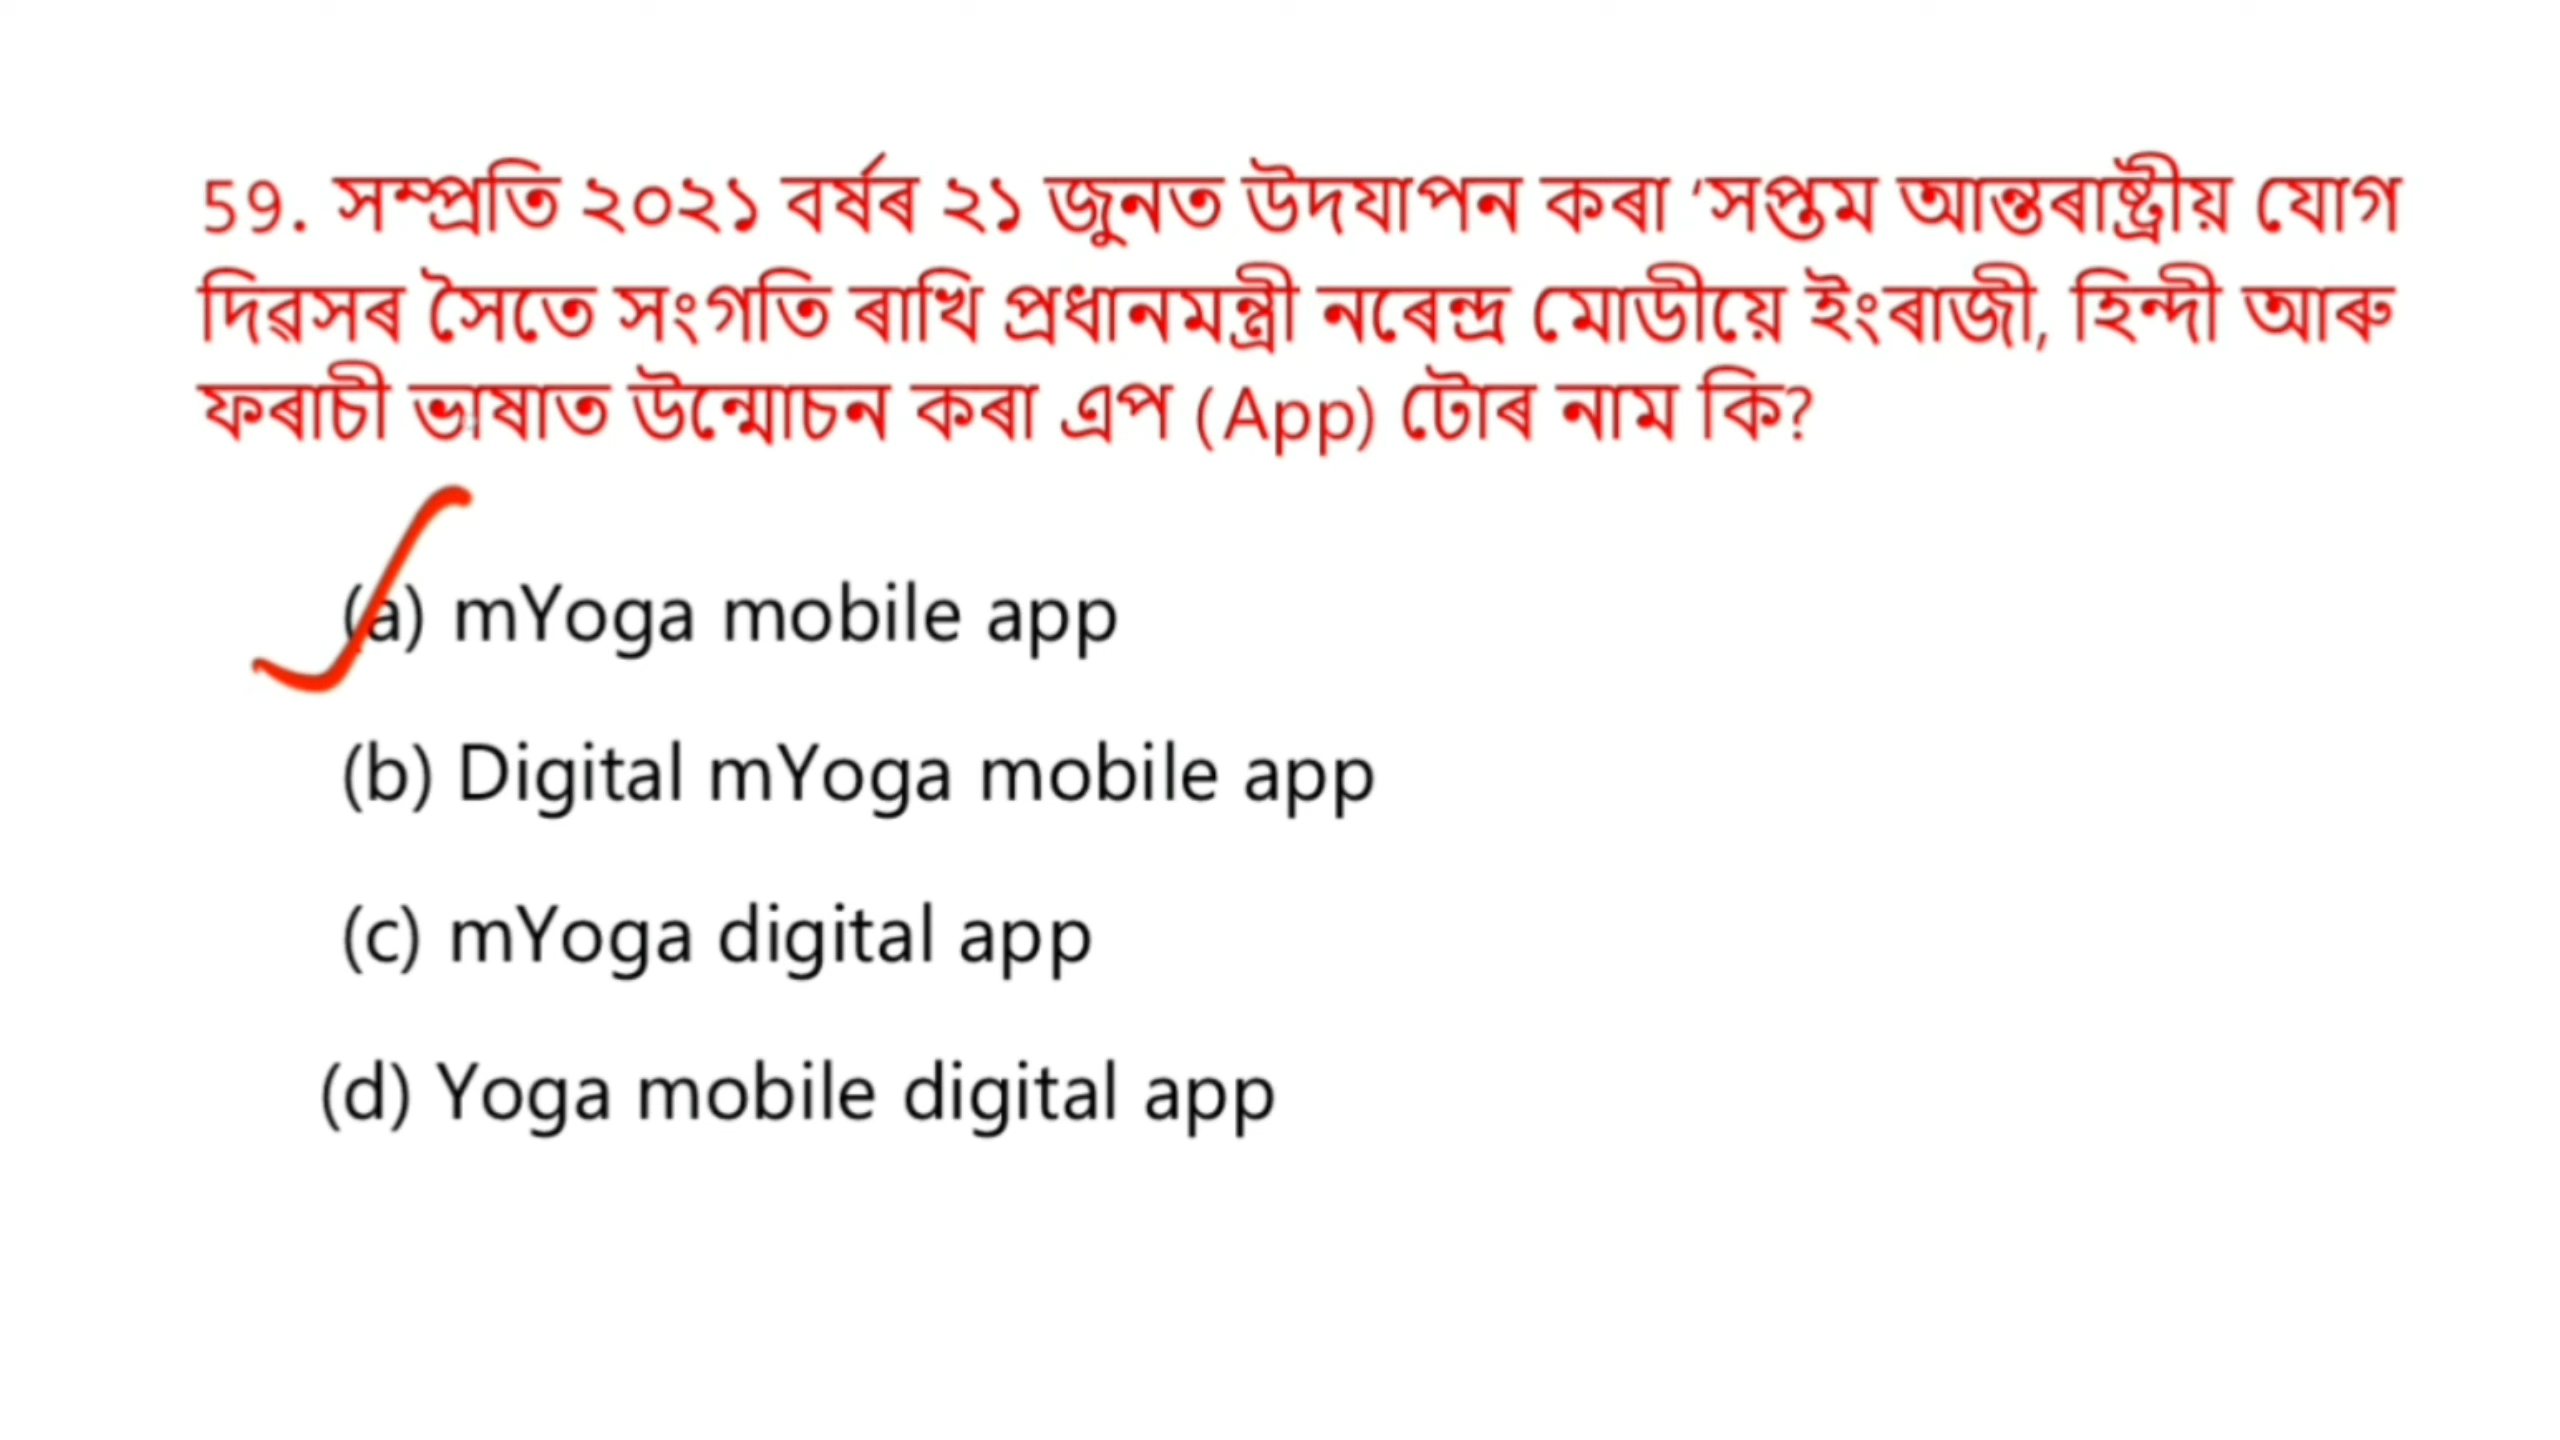 59. সম্প্ৰতি ২০২১ বৰ্ষৰ ২১ জুনত উদযাপন কৰা ’সপ্তম আন্তৰাষ্ট্ৰীয় যোগ
দিৱসৰ সৈতে সংগতি ৰাখি প্ৰধানমন্ত্ৰী নৰেন্দ্ৰ মোডীয়ে ইংৰাজী, হিন্দী আৰু
ফৰাচী ভাষাত উন্মোচন কৰা এপ (App) টোৰ নাম কি?
(a) mYoga mobile app
(b) Digital mYoga mobile app
(c) mYoga digital app
(d) Yoga mobile digital app